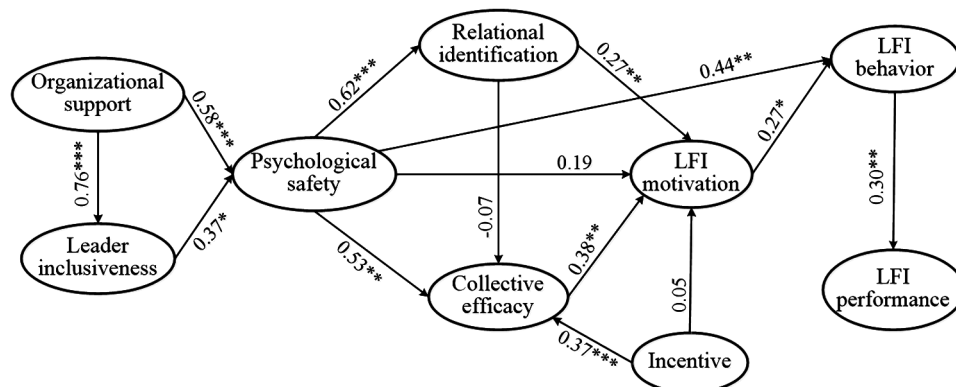 Relational
identification
LFI
behavior
Organizational
support
0.27**
0.44**
0.62***
0.58***
0.27*
Psychological
safety
0.19
LFI
motivation
0.76***
0.30**
-0.07
0.37*
Leader
inclusiveness
0.38**
0.53**
Collective
efficacy
0.05
LFI
performance
0.37***
Incentive